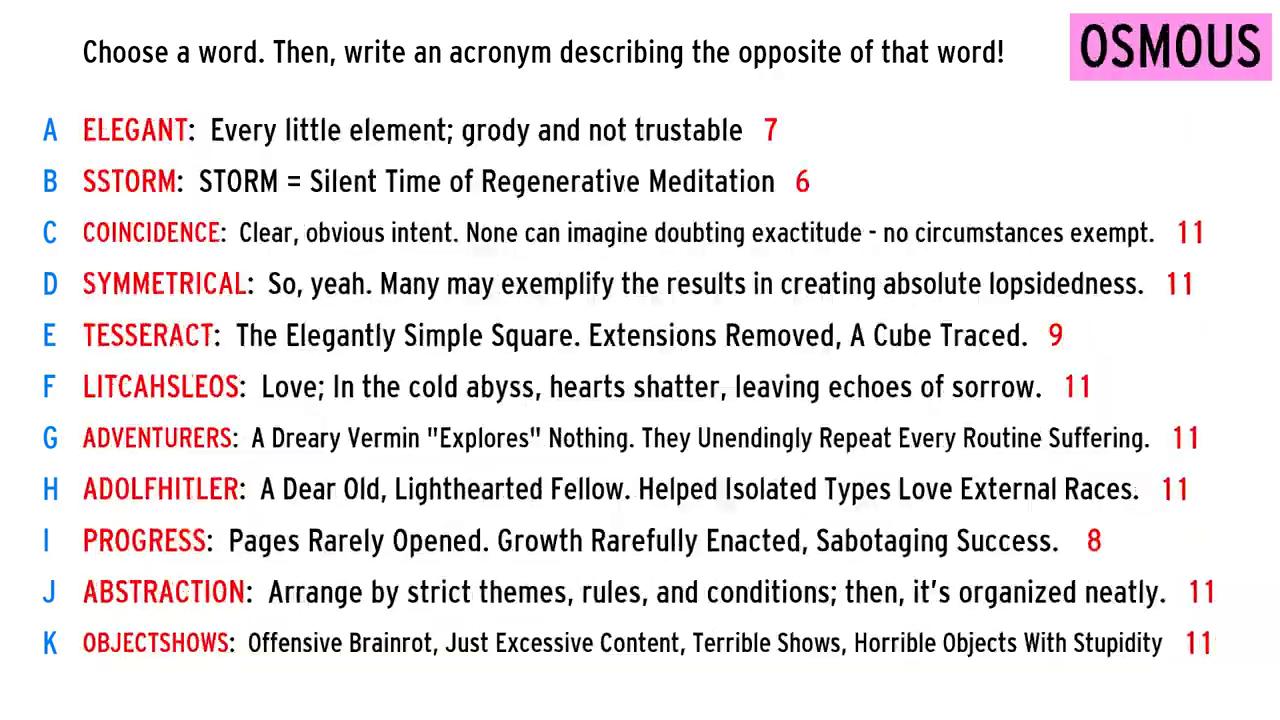 Choose a word. Then, write an acronym describing the opposite of that word!
OSMOUS
A ELEGANT: Every little element; grody and not trustable 7
B SSTORM: STORM = Silent Time of Regenerative Meditation 6
C COINCIDENCE: Clear, obvious intent. None can imagine doubting exactitude - no circumstances exempt. 11
D SYMMETRICAL: So, yeah. Many may exemplify the results in creating absolute lopsidedness. 11
E TESSERACT: The Elegantly Simple Square. Extensions Removed, A Cube Traced. 9
F LITCAHSLEOS: Love; In the cold abyss, hearts shatter, leaving echoes of sorrow. 11
G ADVENTURERS: A Dreary Vermin "Explores" Nothing. They Unendingly Repeat Every Routine Suffering. 11
H ADOLFHITLER: A Dear Old, Lighthearted Fellow. Helped Isolated Types Love External Races. 11
I PROGRESS: Pages Rarely Opened. Growth Rarefully Enacted, Sabotaging Success. 8
J ABSTRACTION: Arrange by strict themes, rules, and conditions; then, it's organized neatly. 11
K OBJECTSHOWS: Offensive Brainrot, Just Excessive Content, Terrible Shows, Horrible Objects With Stupidity 11